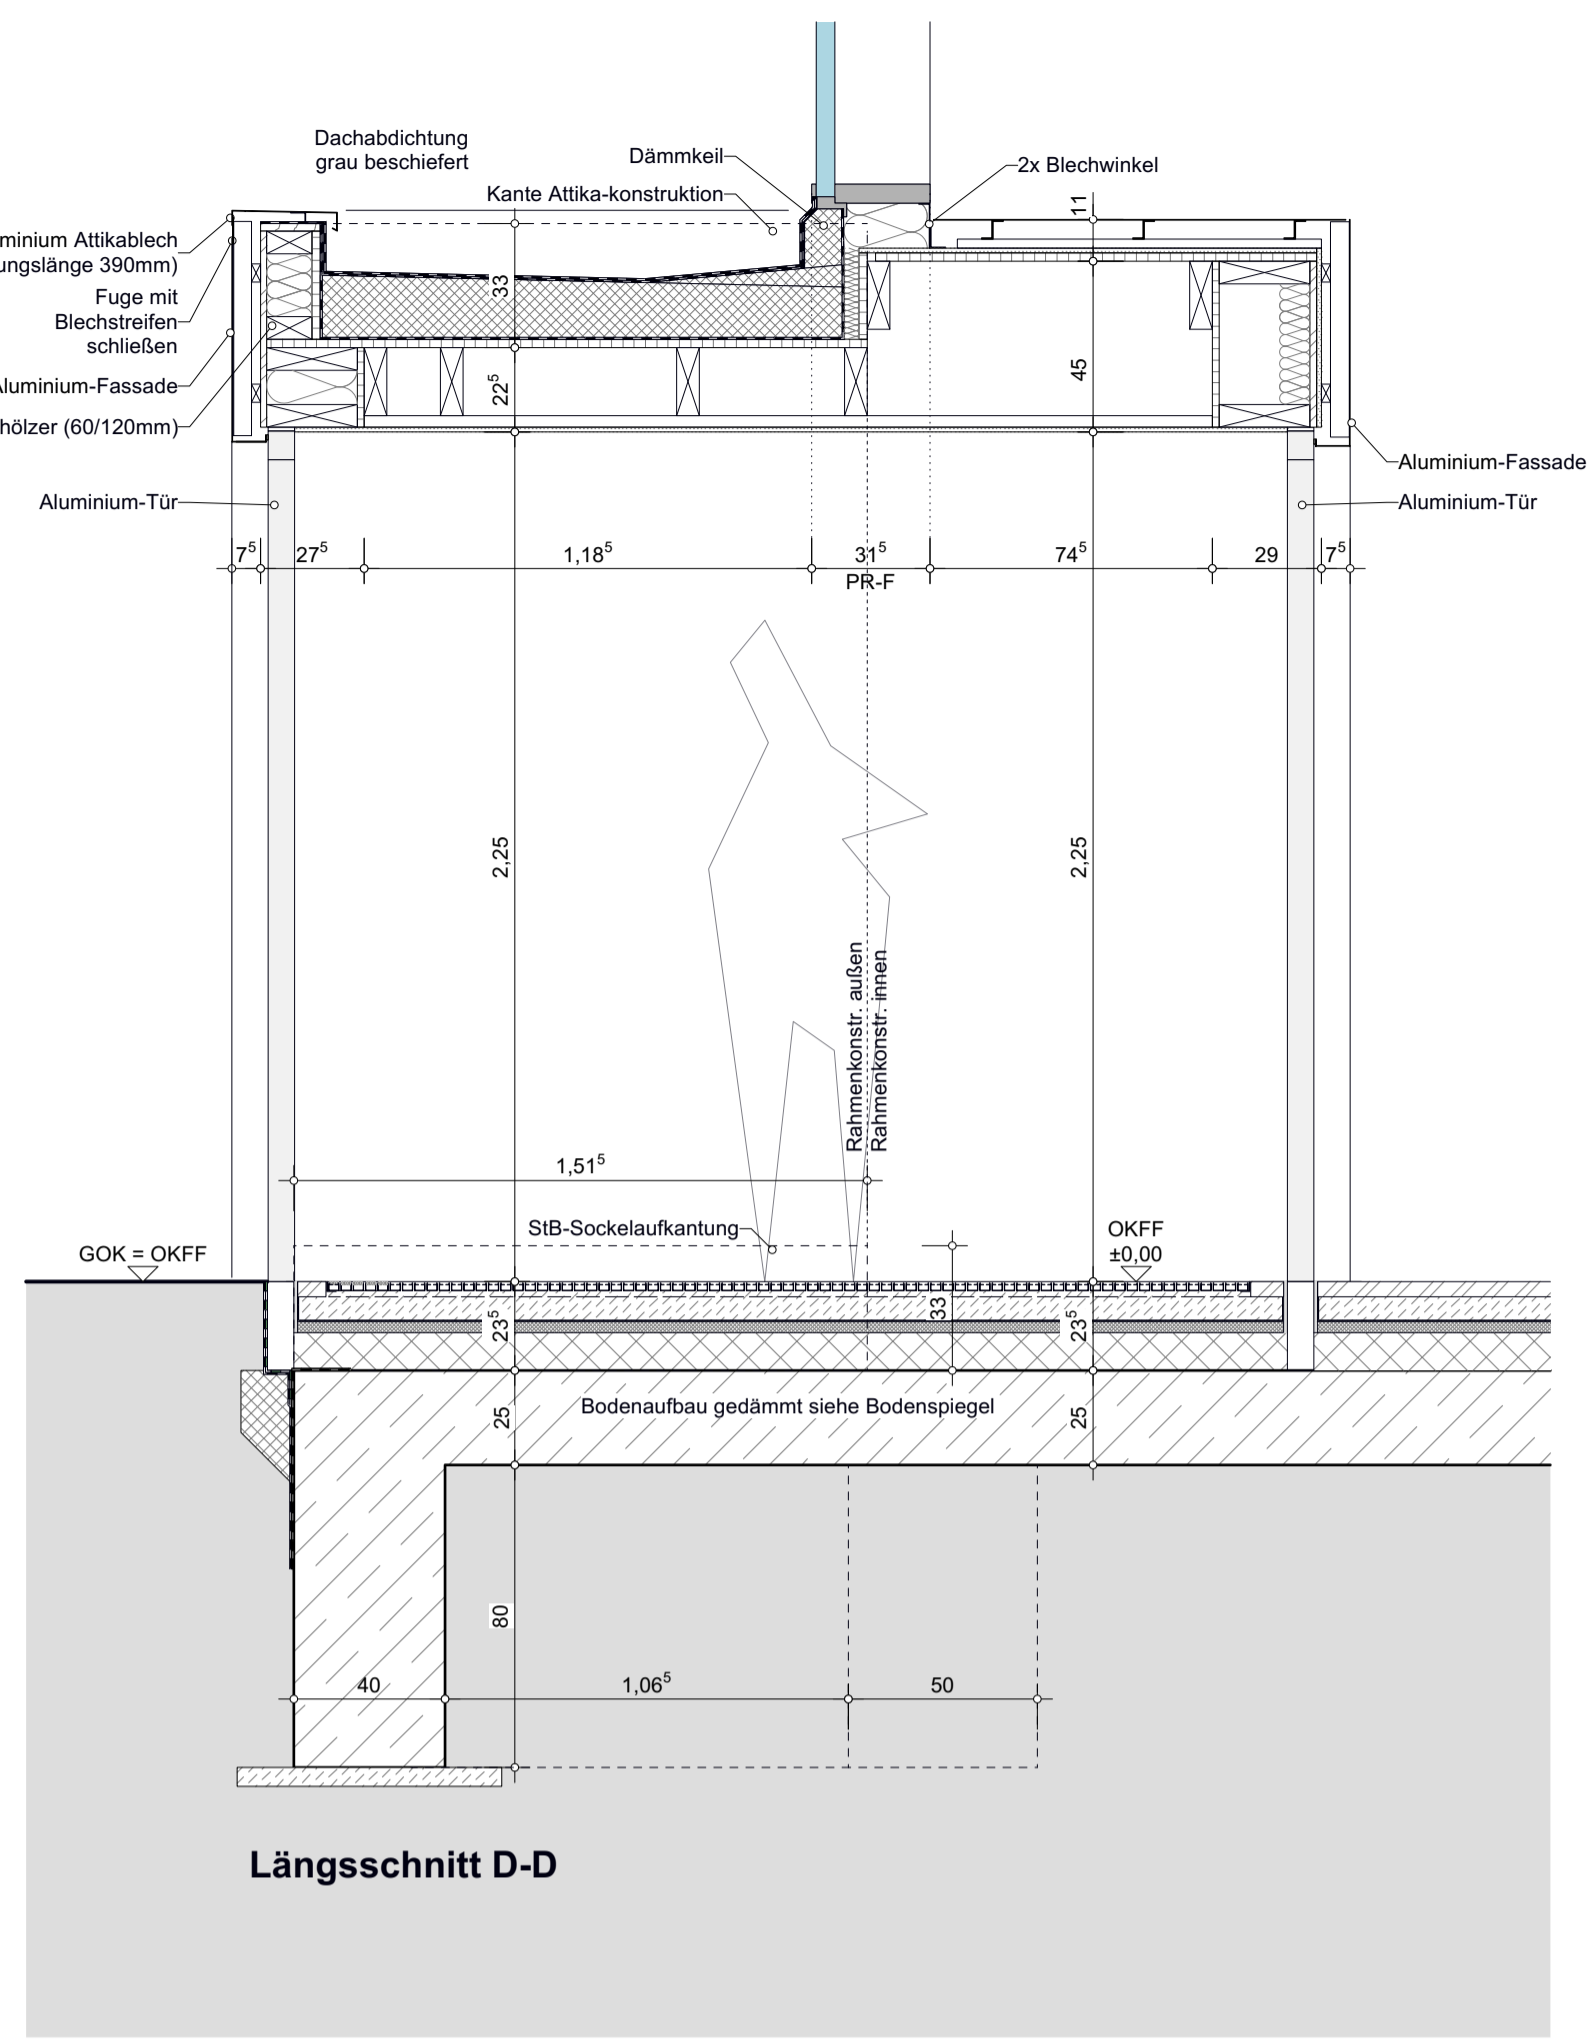 Dachabdichtung
grau beschiefert
Dämmkeil
2x Blechwinkel
Kante Attika-konstruktion
11
minium Attikablech
ungslänge 390mm)
Fuge mit
Blechstreifen
schließen
33
45
22⁵
Aluminium-Fassade
hölzer (60/120mm)
Aluminium-Fassade
Aluminium-Tür
Aluminium-Tür
7⁵ 27⁵ 1,18⁵ 31⁵ 74⁵ 29 7⁵
PR-F
2,25
2,25
Rahmenkonstr. außen
Rahmenkonstr. innen
1,51⁵
StB-Sockelaufkantung
GOK = OKFF
OKFF
±0,00
23⁵
33
23⁵
25
Bodenaufbau gedämmt siehe Bodenspiegel
25
80
40 1,06⁵ 50
Längsschnitt D-D